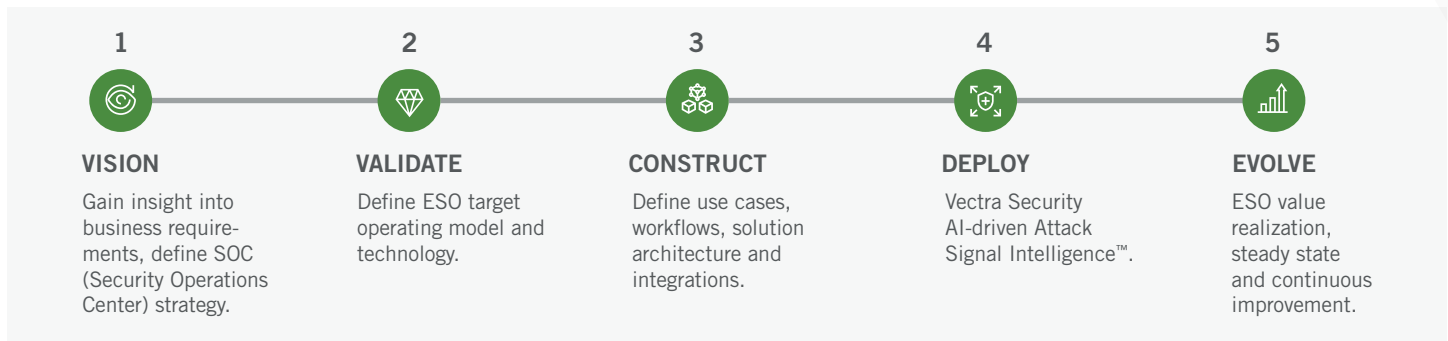 1
VISION
Gain insight into
business require-
ments, define SOC
(Security Operations
Center) strategy.
2
VALIDATE
Define ESO target
operating model and
technology.
3
CONSTRUCT
Define use cases,
workflows, solution
architecture and
integrations.
4
DEPLOY
Vectra Security
AI-driven Attack
Signal Intelligence™.
5
EVOLVE
ESO value
realization,
steady state
and continuous
improvement.